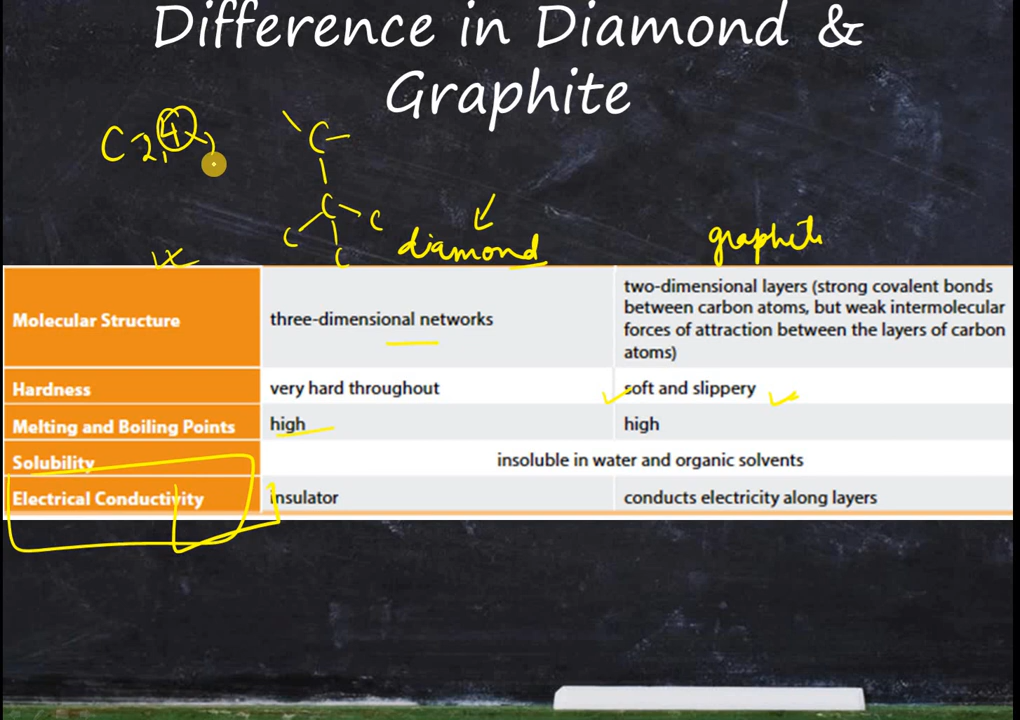 Difference in Diamond &
Graphite
C 2,4
C
C
C
C
C
diamond
Molecular Structure
three-dimensional networks
two-dimensional layers (strong covalent bonds
between carbon atoms, but weak intermolecular
forces of attraction between the layers of carbon
atoms)
Hardness
very hard throughout
soft and slippery
Melting and Boiling Points
high
high
Solubility
insoluble in water and organic solvents
Electrical Conductivity
insulator
conducts electricity along layers